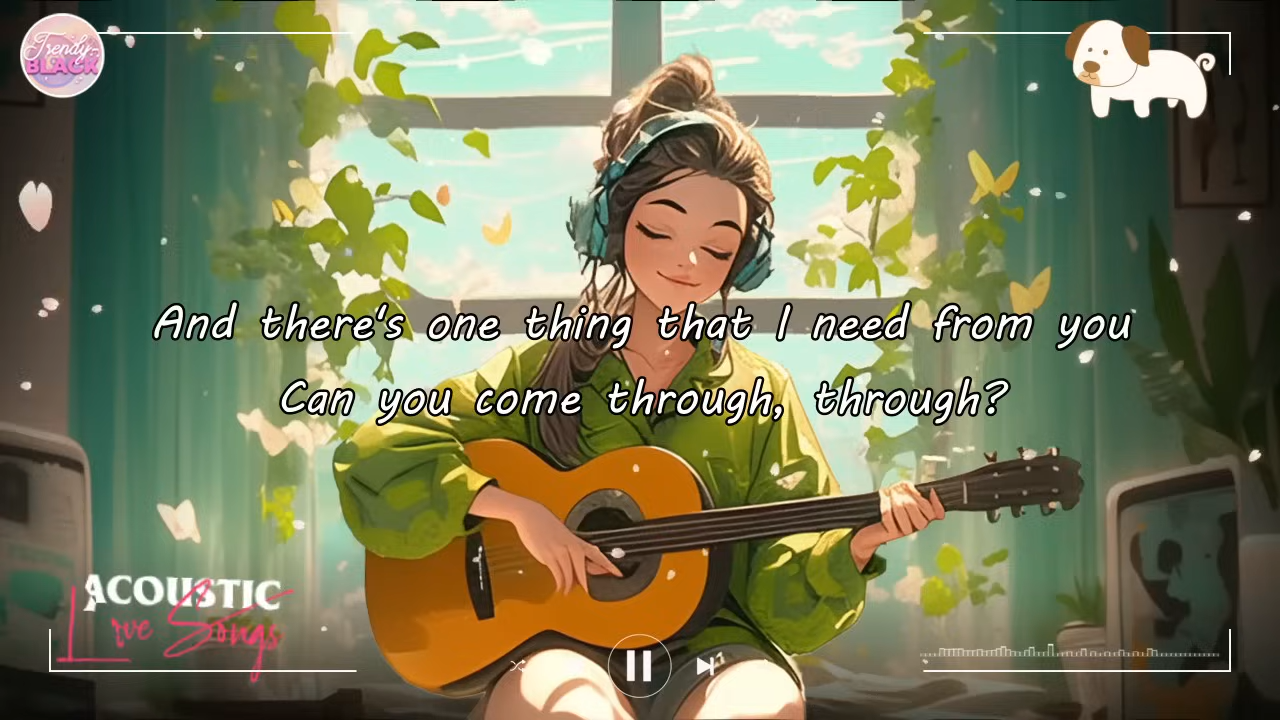 Trendy-
BLACK
And there's one thing that I need from you
Can you come through, through?
ACOUSTIC
Love Songs